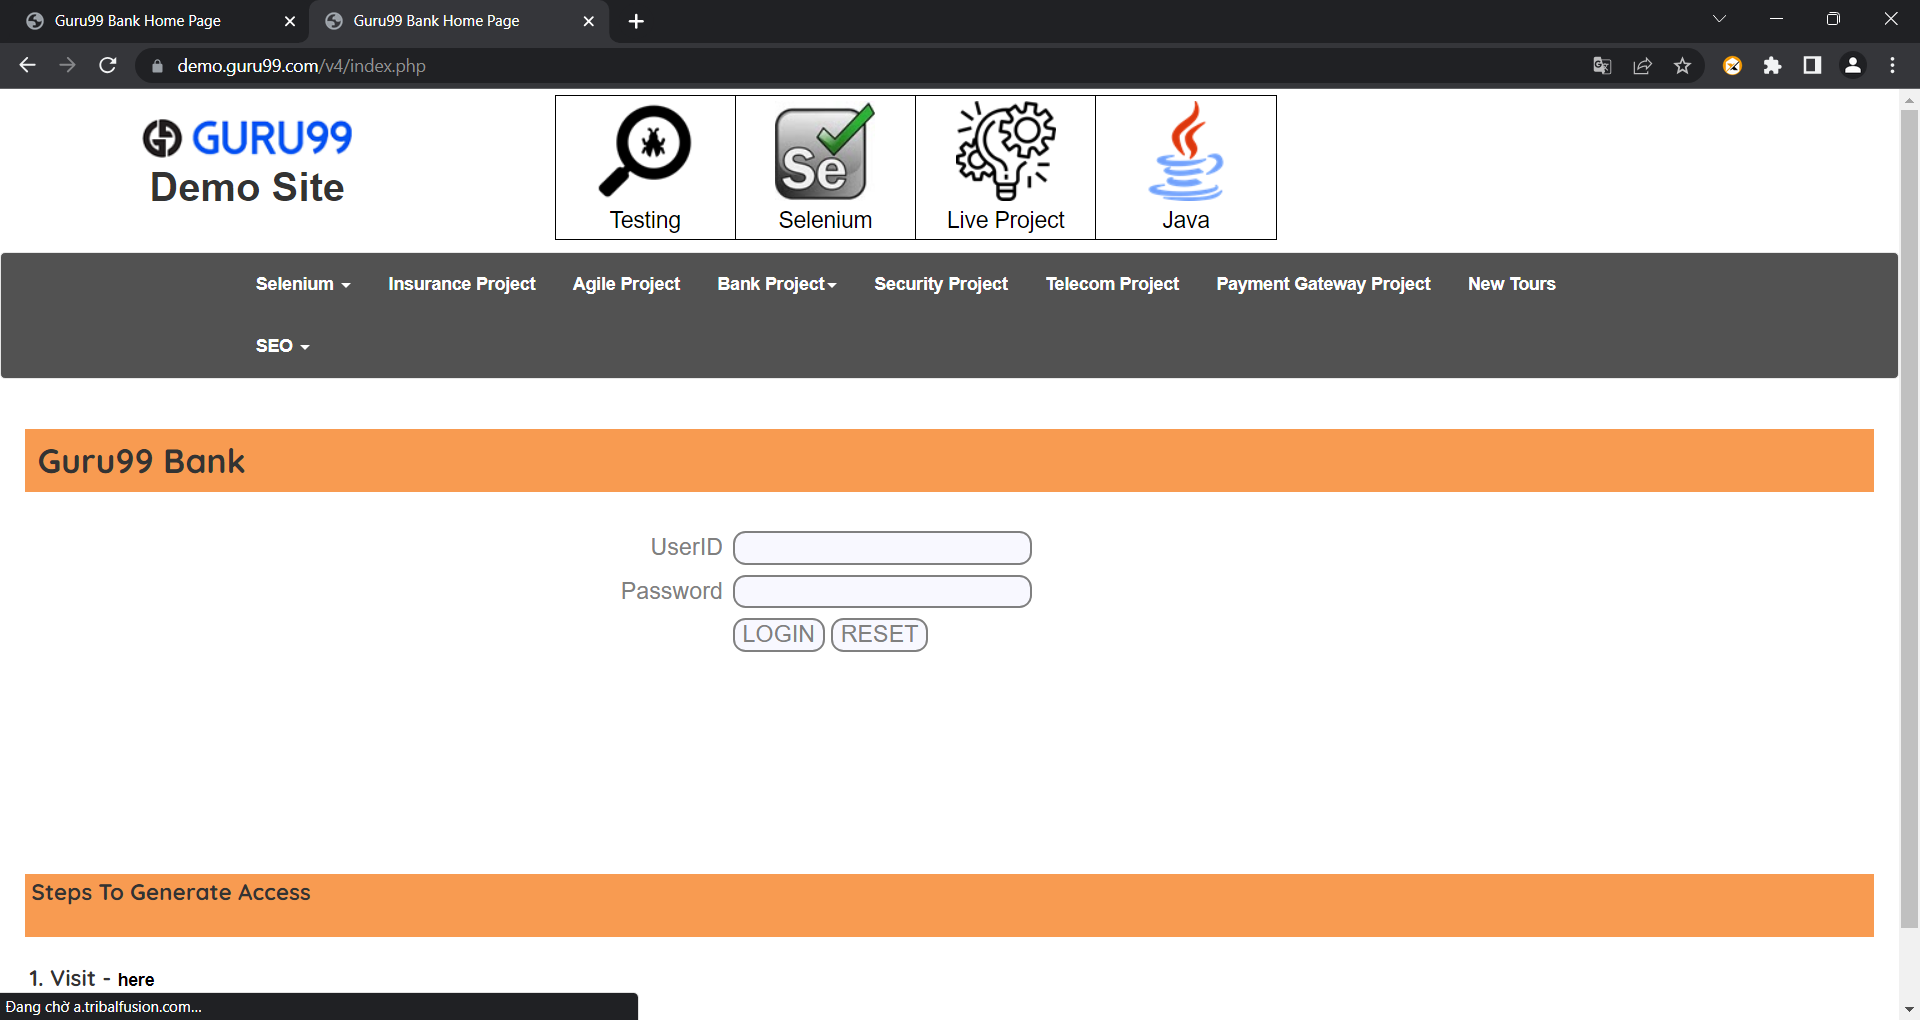 Guru99 Bank Home Page
Guru99 Bank Home Page
demo.guru99.com/v4/index.php
GURU99
Demo Site
Se
Testing
Selenium
Live Project
Java
Selenium
Insurance Project
Agile Project
Bank Project
Security Project
Telecom Project
Payment Gateway Project
New Tours
SEO
Guru99 Bank
UserID
Password
LOGIN
RESET
Steps To Generate Access
1. Visit - here
Đang chờ a.tribalfusion.com...